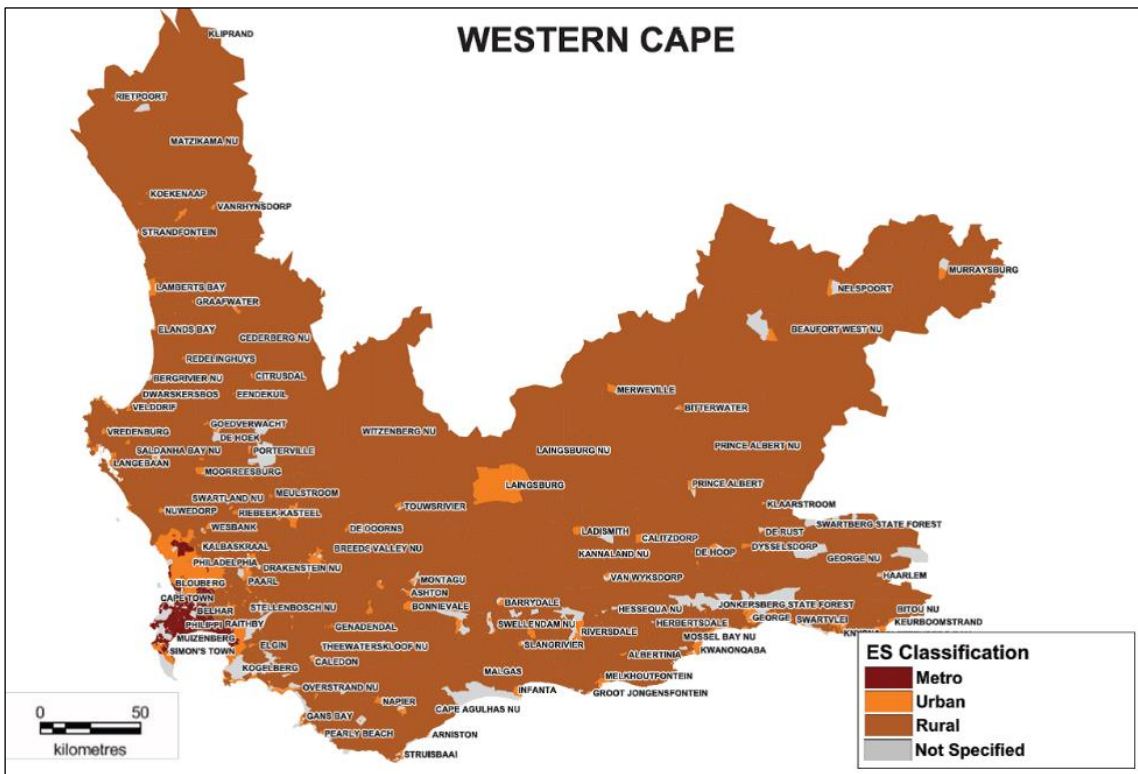 WESTERN CAPE
KLIPRAND
RIETPOORT
MATZIKAMA NU
KOEKENAAP
VANRHYNSDORP
STRANDFONTEIN
MURRAYSBURG
LAMBERTS BAY
NELSPOORT
GRAAFWATER
ELANDS BAY
BEAUFORT WEST NU
CEDERBERG NU
REDELINGHUYS
BERGRIVIER NU
CITRUSDAL
DWARSKERSBOS
EENDEKUIL
MERWEVILLE
VELDDRIF
BITTERWATER
GOEDVERWACHT
VREDENBURG
DE HOEK
WITZENBERG NU
SALDANHA BAY NU
PORTERVILLE
LAINGSBURG NU
PRINCE ALBERT NU
LANGEBAAN
MOORREESBURG
LAINGSBURG
PRINCE ALBERT
SWARTLAND NU
MEULSTROOM
KLAARSTROOM
NUWEDORP
RIEBEEK-KASTEEL
TOUWSRIVIER
WESBANK
DE DOORNS
LADISMITH
DE RUST
SWARTBERG STATE FOREST
CALITZDORP
KALBASKRAAL
BREEDE VALLEY NU
KANNALAND NU
DE HOOP
DYSSELSDORP
GEORGE NU
PHILADELPHIA
DRAKENSTEIN NU
BLOUBERG
PAARL
MONTAGU
VAN WYKSDORP
HAARLEM
ASHTON
CAPE TOWN
BELHAR
STELLENBOSCH NU
BONNIEVALE
BARRYDALE
HESSEQUA NU
JONKERSBERG STATE FOREST
BITOU NU
PHILIPPI
RAITHBY
GENADENDAL
SWELLENDAM NU
RIVERSDALE
HERBERTSDALE
GEORGE
SWARTVLEI
KEURBOOMSTRAND
MUIZENBERG
MOSSEL BAY NU
SIMON'S TOWN
ELGIN
THEEWATERSKLOOF NU
SLANGRIVIER
ALBERTINIA
KWANONQABA
KOGELBERG
CALEDON
MALGAS
MELKHOUTFONTEIN
OVERSTRAND NU
INFANTA
GROOT JONGENSFONTEIN
NAPIER
CAPE AGULHAS NU
GANS BAY
PEARLY BEACH
ARNISTON
STRUISBAAI
0 50
kilometres
ES Classification
Metro
Urban
Rural
Not Specified